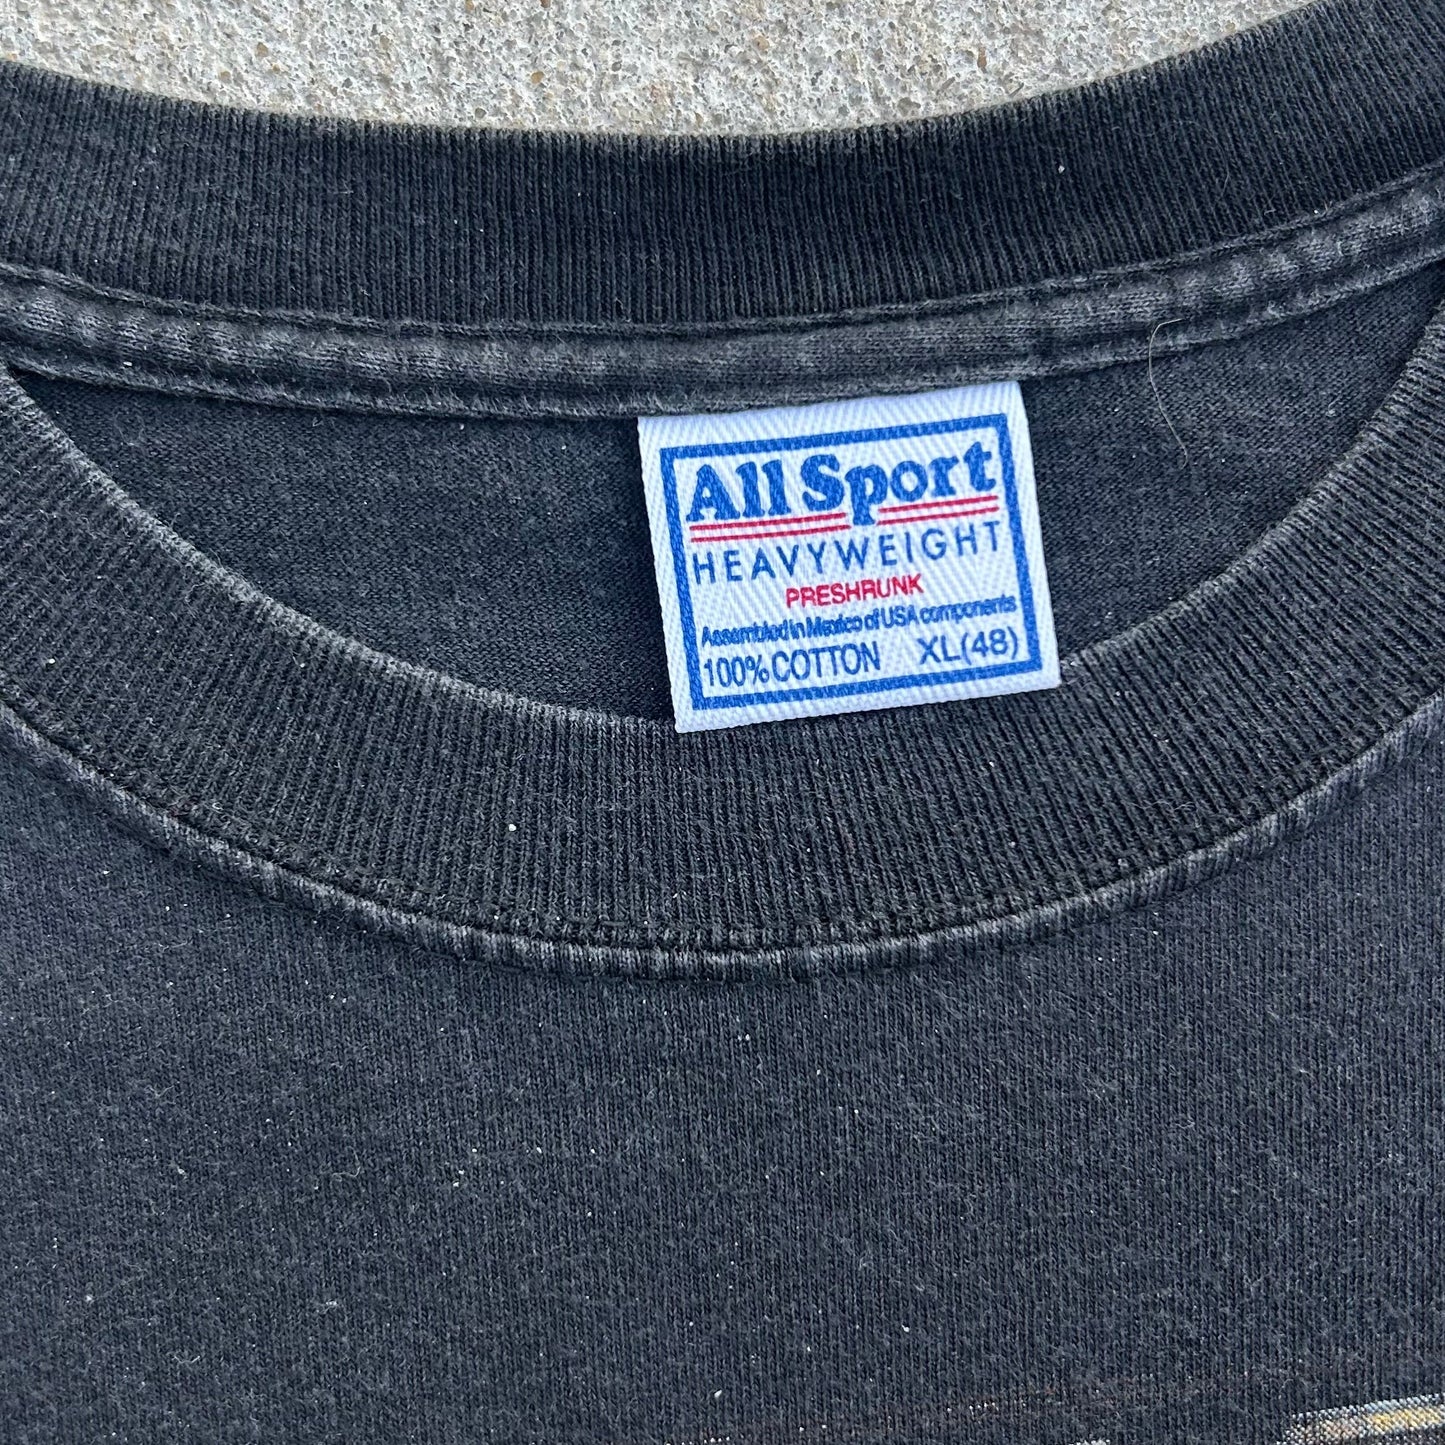 All Sport
HEAVYWEIGHT
PRESHRUNK
Assembled in Mexico of USA components
100% COTTON XL(48)